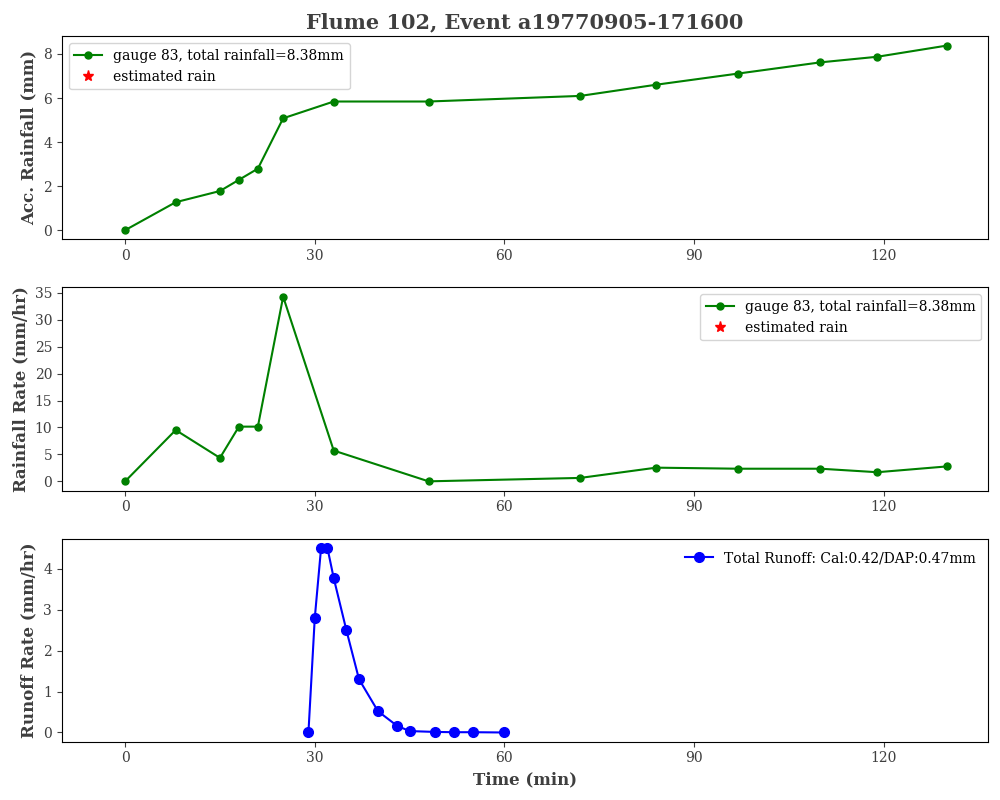 Flume 102, Event a19770905-171600
Acc. Rainfall (mm)
8
6
4
2
0
gauge 83, total rainfall=8.38mm
estimated rain
0 30 60 90 120
Rainfall Rate (mm/hr)
35
30
25
20
15
10
5
0
gauge 83, total rainfall=8.38mm
estimated rain
0 30 60 90 120
Runoff Rate (mm/hr)
4
3
2
1
0
Total Runoff: Cal:0.42/DAP:0.47mm
0 30 60 90 120
Time (min)